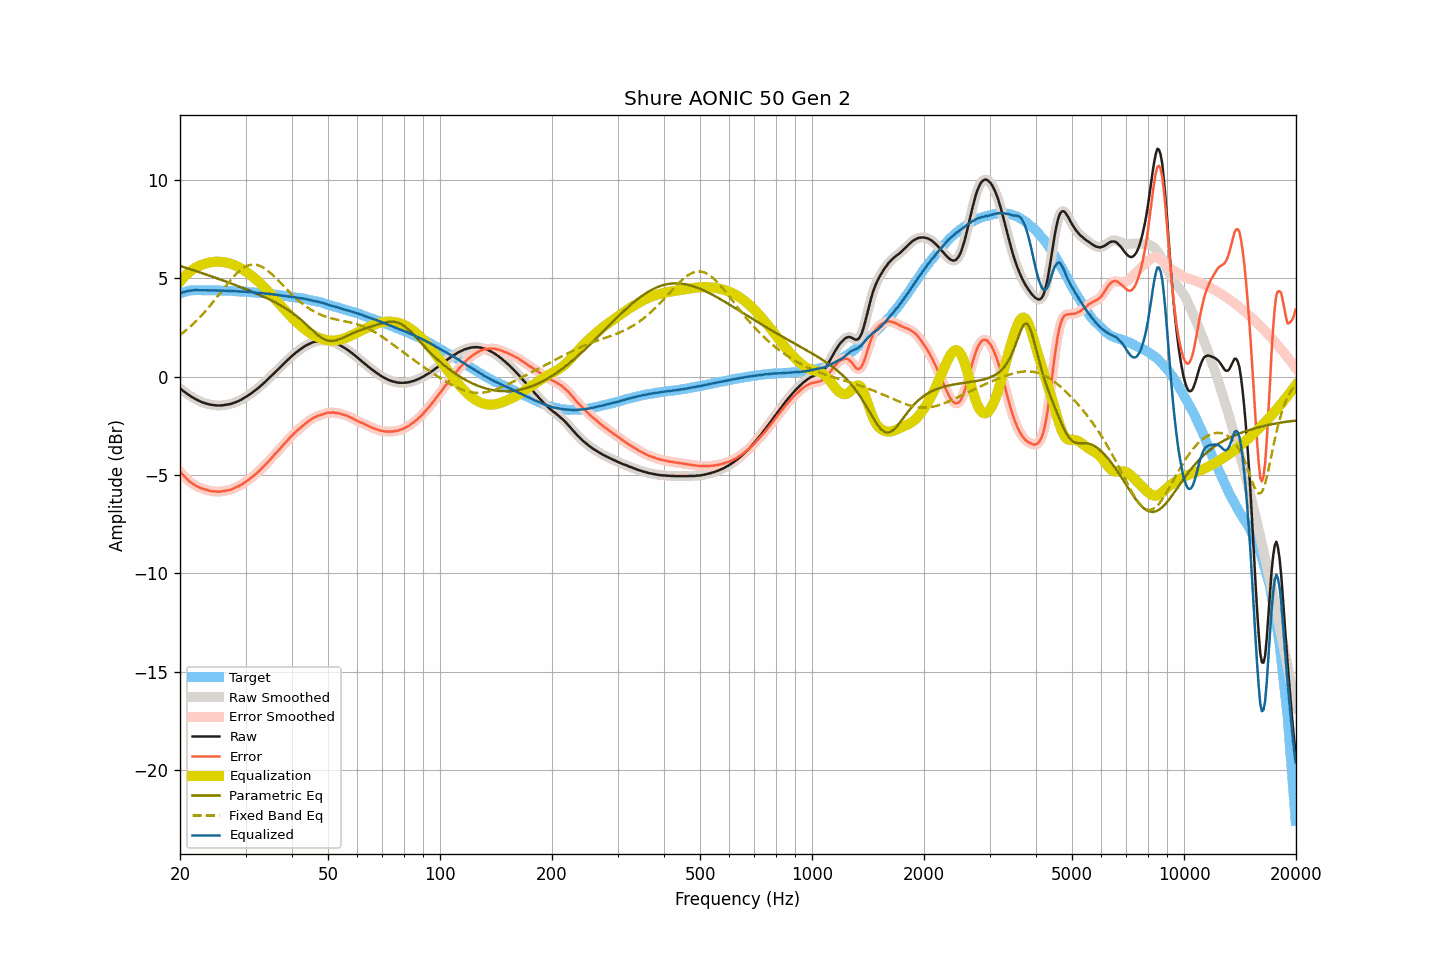 Shure AONIC 50 Gen 2
Amplitude (dBr)
10
5
0
−5
−10
−15
−20
Target
Raw Smoothed
Error Smoothed
Raw
Error
Equalization
Parametric Eq
Fixed Band Eq
Equalized
20 50 100 200 500 1000 2000 5000 10000 20000
Frequency (Hz)